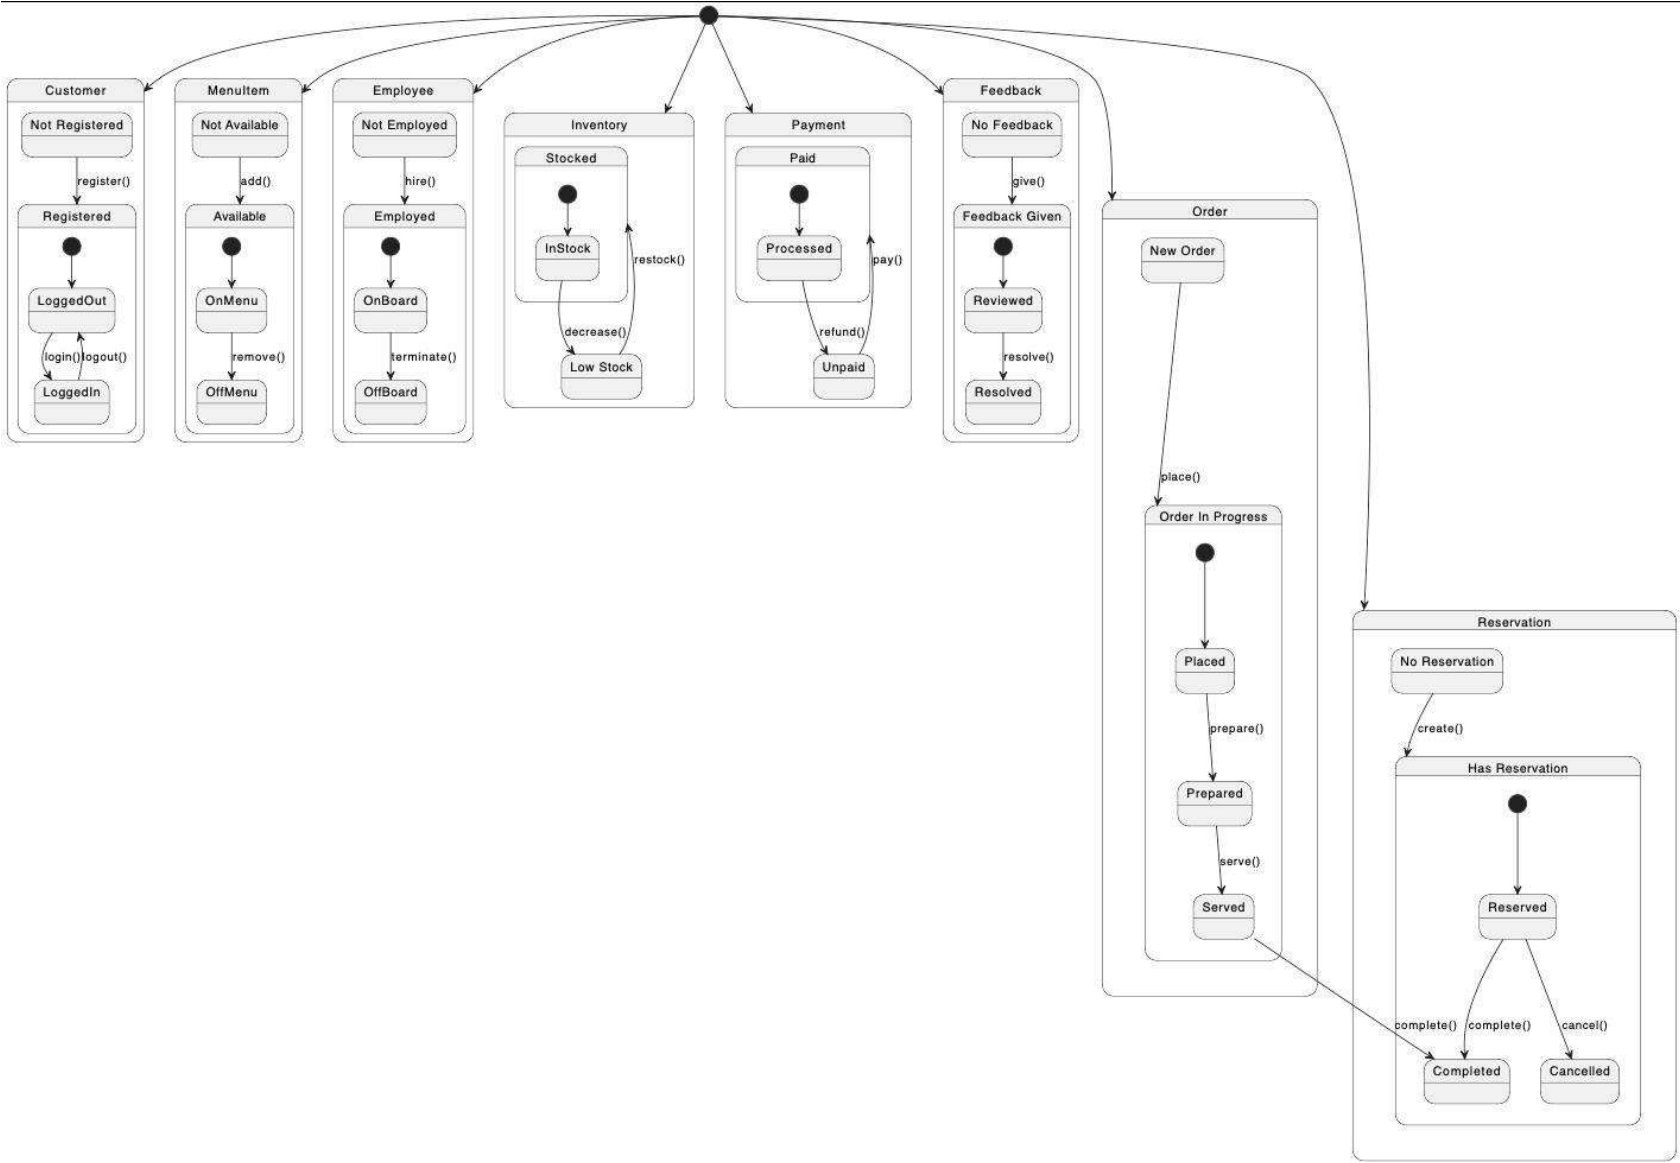 Customer
Not Registered
register()
Registered
LoggedOut
login()
logout()
LoggedIn
MenuItem
Not Available
add()
Available
OnMenu
remove()
OffMenu
Employee
Not Employed
hire()
Employed
OnBoard
terminate()
OffBoard
Inventory
Stocked
InStock
restock()
decrease()
Low Stock
Payment
Paid
Processed
pay()
refund()
Unpaid
Feedback
No Feedback
give()
Feedback Given
Reviewed
resolve()
Resolved
Order
New Order
place()
Order In Progress
Placed
prepare()
Prepared
serve()
Served
Reservation
No Reservation
create()
Has Reservation
Reserved
complete()
complete()
cancel()
Completed
Cancelled